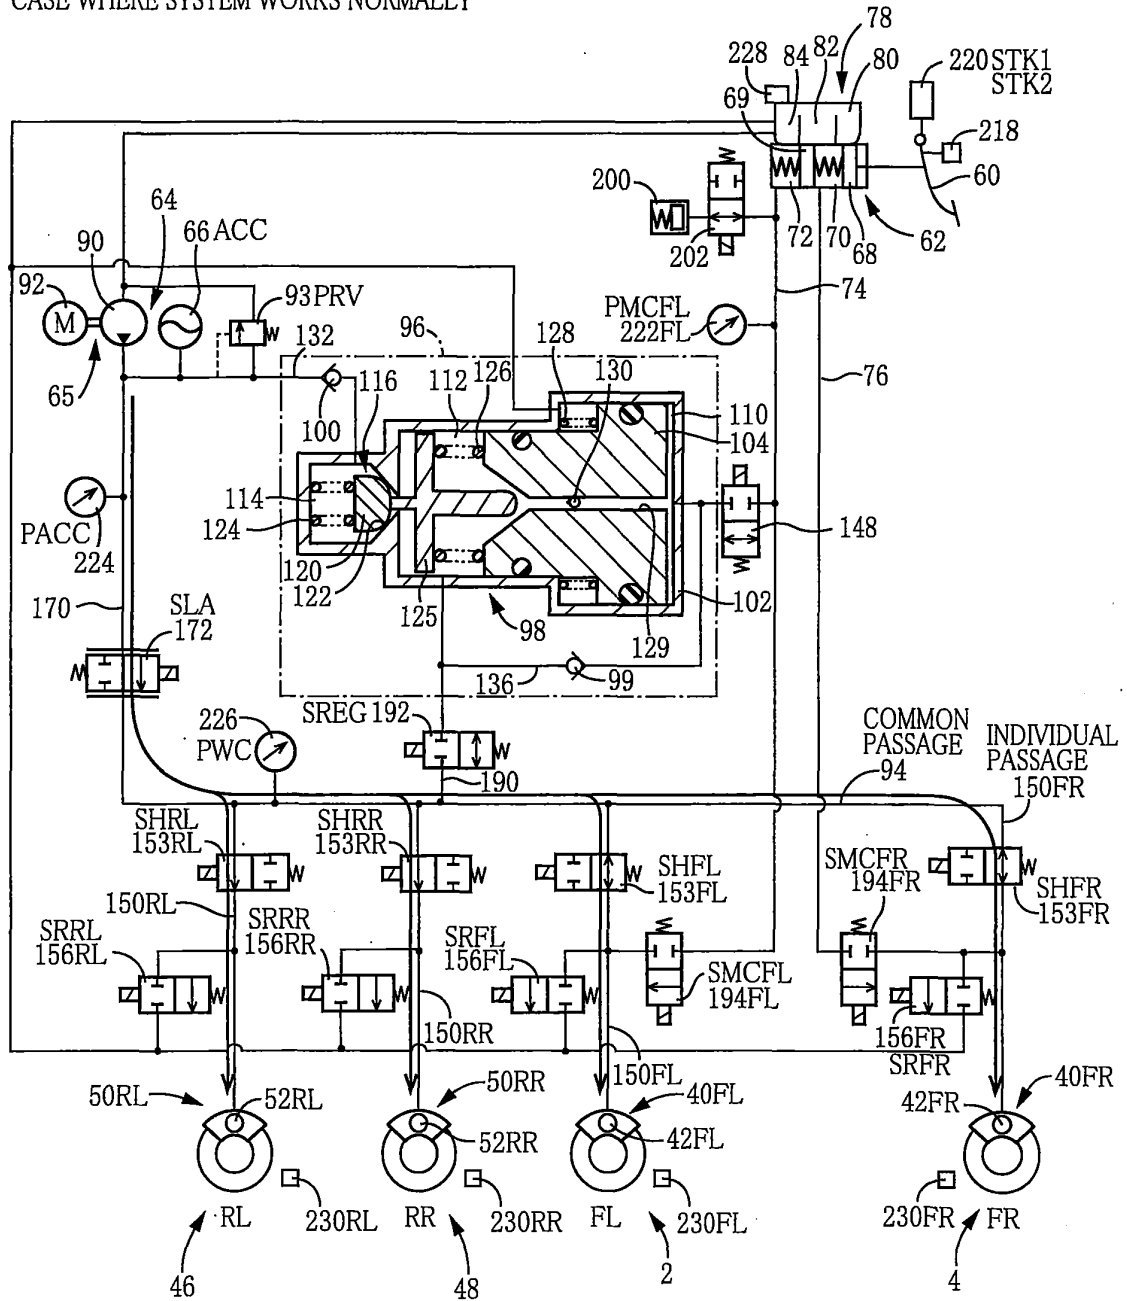 CASE WHERE SYSTEM WORKS NORMALLY
78
228
84
82
80
220 STK1
STK2
69
218
200
60
64
66 ACC
90
202
72
70
68
62
92
93 PRV
M
74
PMCFL
222FL
96
128
130
132
76
65
116
112
126
110
100
104
114
PACC
224
124
148
120
122
170
125
98
129
102
SLA
172
136
99
226
PWC
SREG 192
COMMON
PASSAGE
94
INDIVIDUAL
PASSAGE
150FR
190
SHRL
153RL
SHRR
153RR
SHFL
153FL
SMCFR
194FR
SHFR
153FR
150RL
SRRL
156RL
SRRR
156RR
SRFL
156FL
SMCFL
194FL
150RR
156FR
SRFR
150FL
50RL
52RL
50RR
40FL
42FR
40FR
52RR
42FL
RL
230RL
RR
230RR
FL
230FL
230FR
FR
46
48
2
4